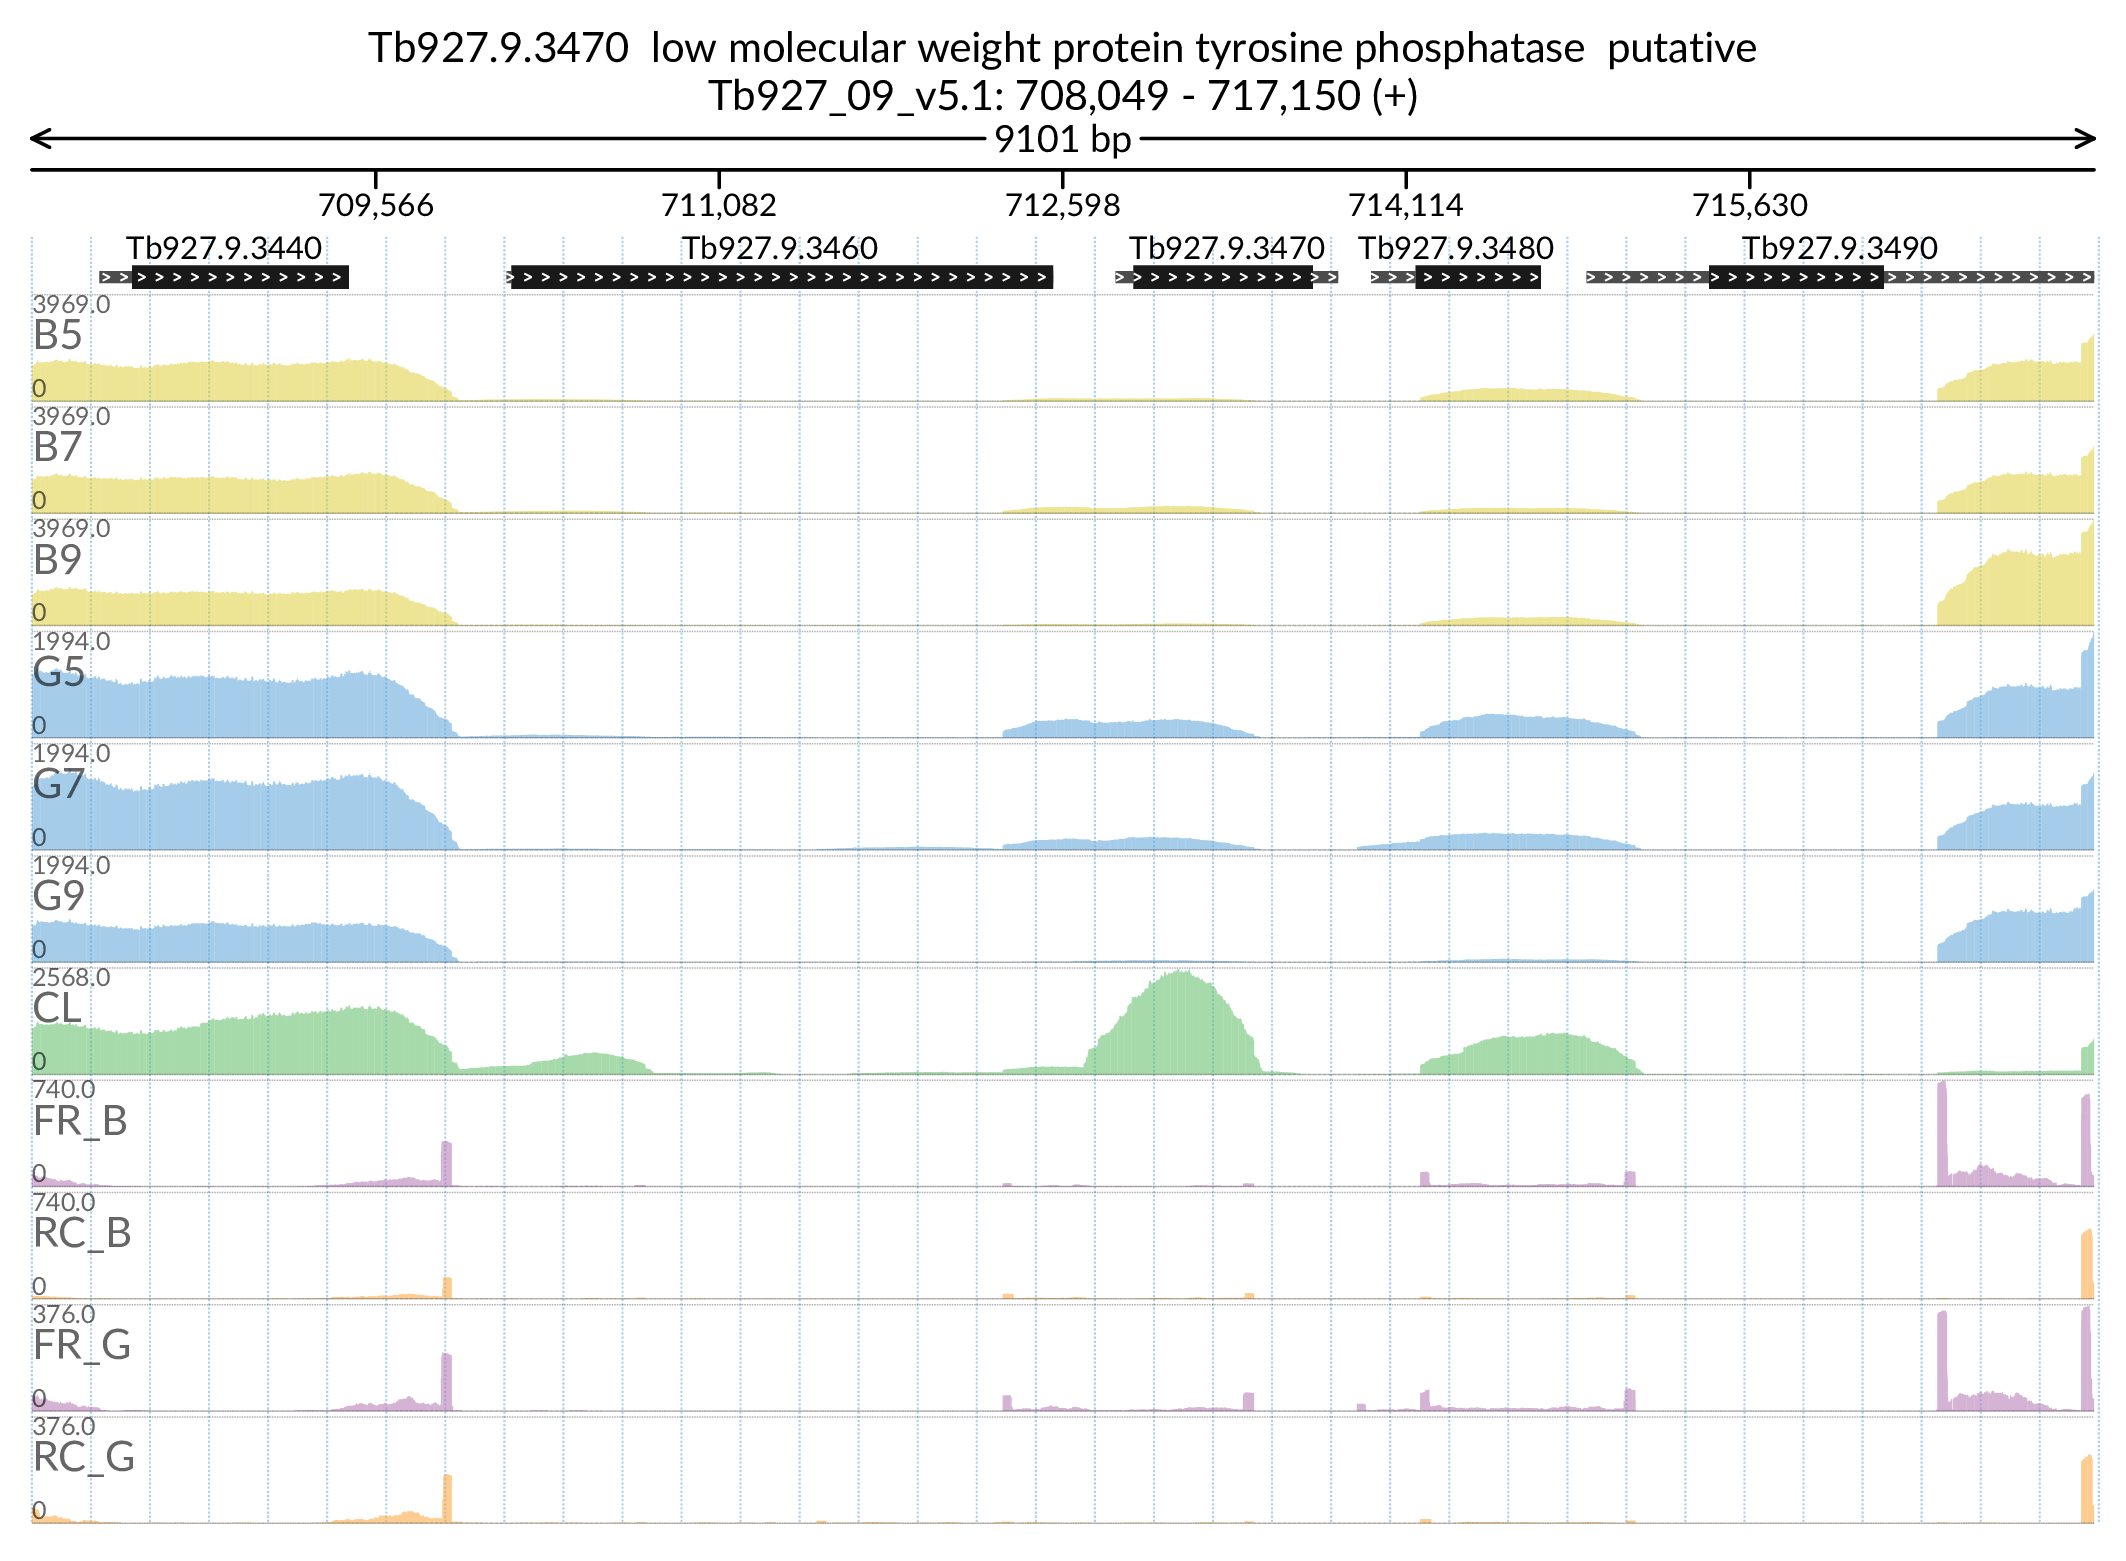 Tb927.9.3470  low molecular weight protein tyrosine phosphatase  putative
Tb927_09_v5.1: 708,049 - 717,150 (+)
9101 bp
709,566 711,082 712,598 714,114 715,630
Tb927.9.3440 Tb927.9.3460 Tb927.9.3470 Tb927.9.3480 Tb927.9.3490
3969.0
B5
0
3969.0
B7
0
3969.0
B9
0
1994.0
G5
0
1994.0
G7
0
1994.0
G9
0
2568.0
CL
0
740.0
FR_B
0
740.0
RC_B
0
376.0
FR_G
0
376.0
RC_G
0